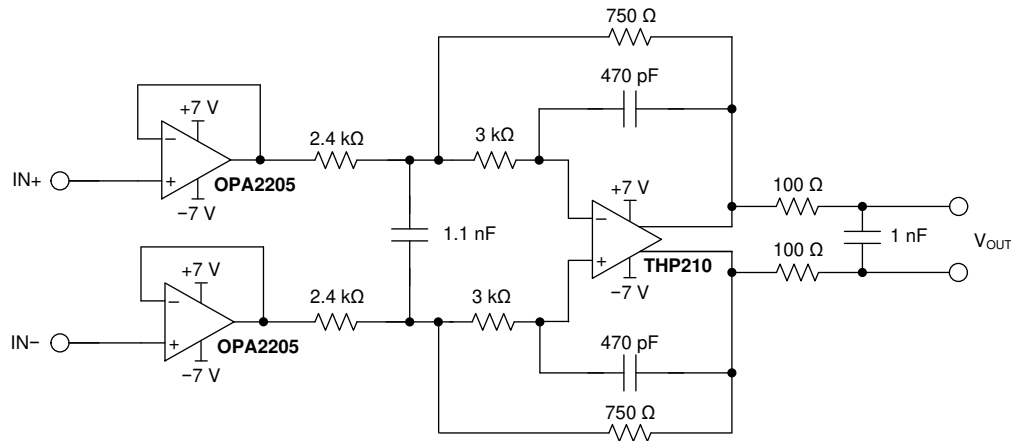 750 Ω
470 pF
+7 V
−
+
OPA2205
−7 V
IN+
2.4 kΩ
3 kΩ
1.1 nF
+7 V
−
+
THP210
−7 V
100 Ω
100 Ω
1 nF
VOUT
+7 V
−
+
OPA2205
−7 V
IN−
2.4 kΩ
3 kΩ
470 pF
750 Ω